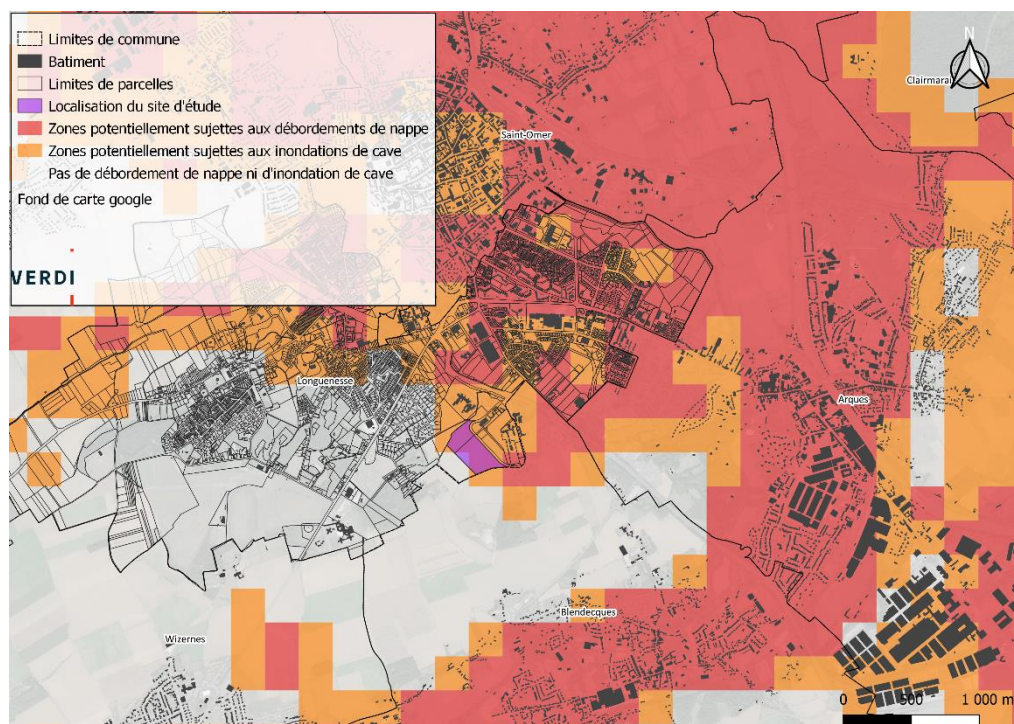 Limites de commune
Batiment
Limites de parcelles
Localisation du site d'étude
Zones potentiellement sujettes aux débordements de nappe
Zones potentiellement sujettes aux inondations de cave
Pas de débordement de nappe ni d'inondation de cave
Fond de carte google
VERDI
N
Clairmarai
Saint-Omer
Longuenesse
Arques
Blendecques
Wizernes
0 500 1 000 m